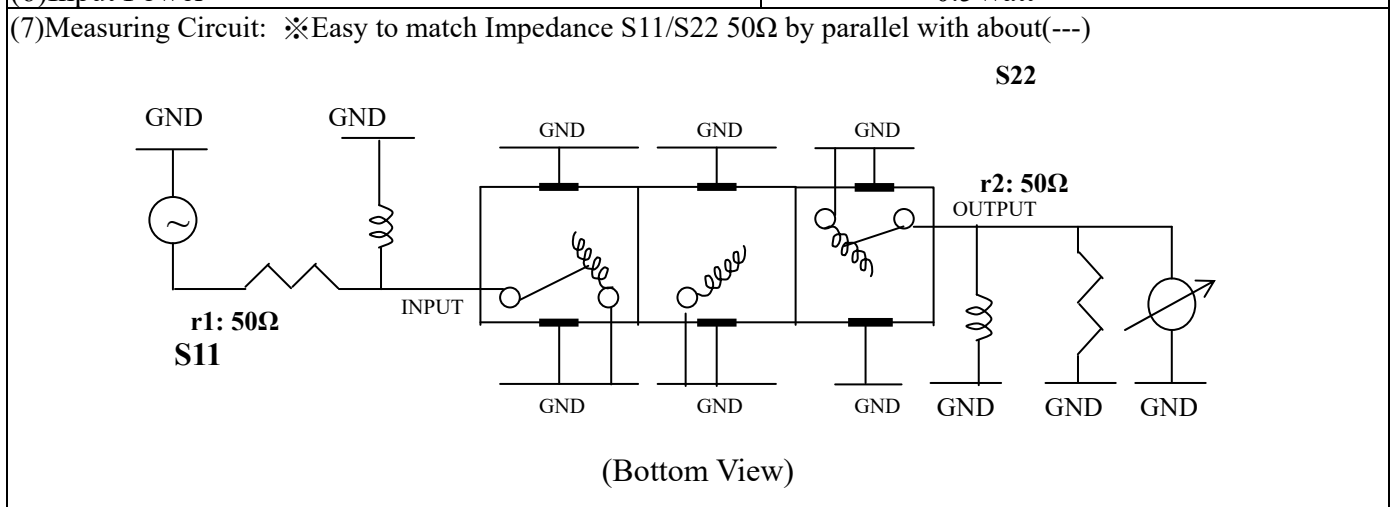 (7)Measuring Circuit: ※Easy to match Impedance S11/S22 50Ω by parallel with about(---)
S22
GND
GND
GND
GND
GND
r2: 50Ω
OUTPUT
~
INPUT
r1: 50Ω
S11
GND
GND
GND
GND
GND
GND
(Bottom View)